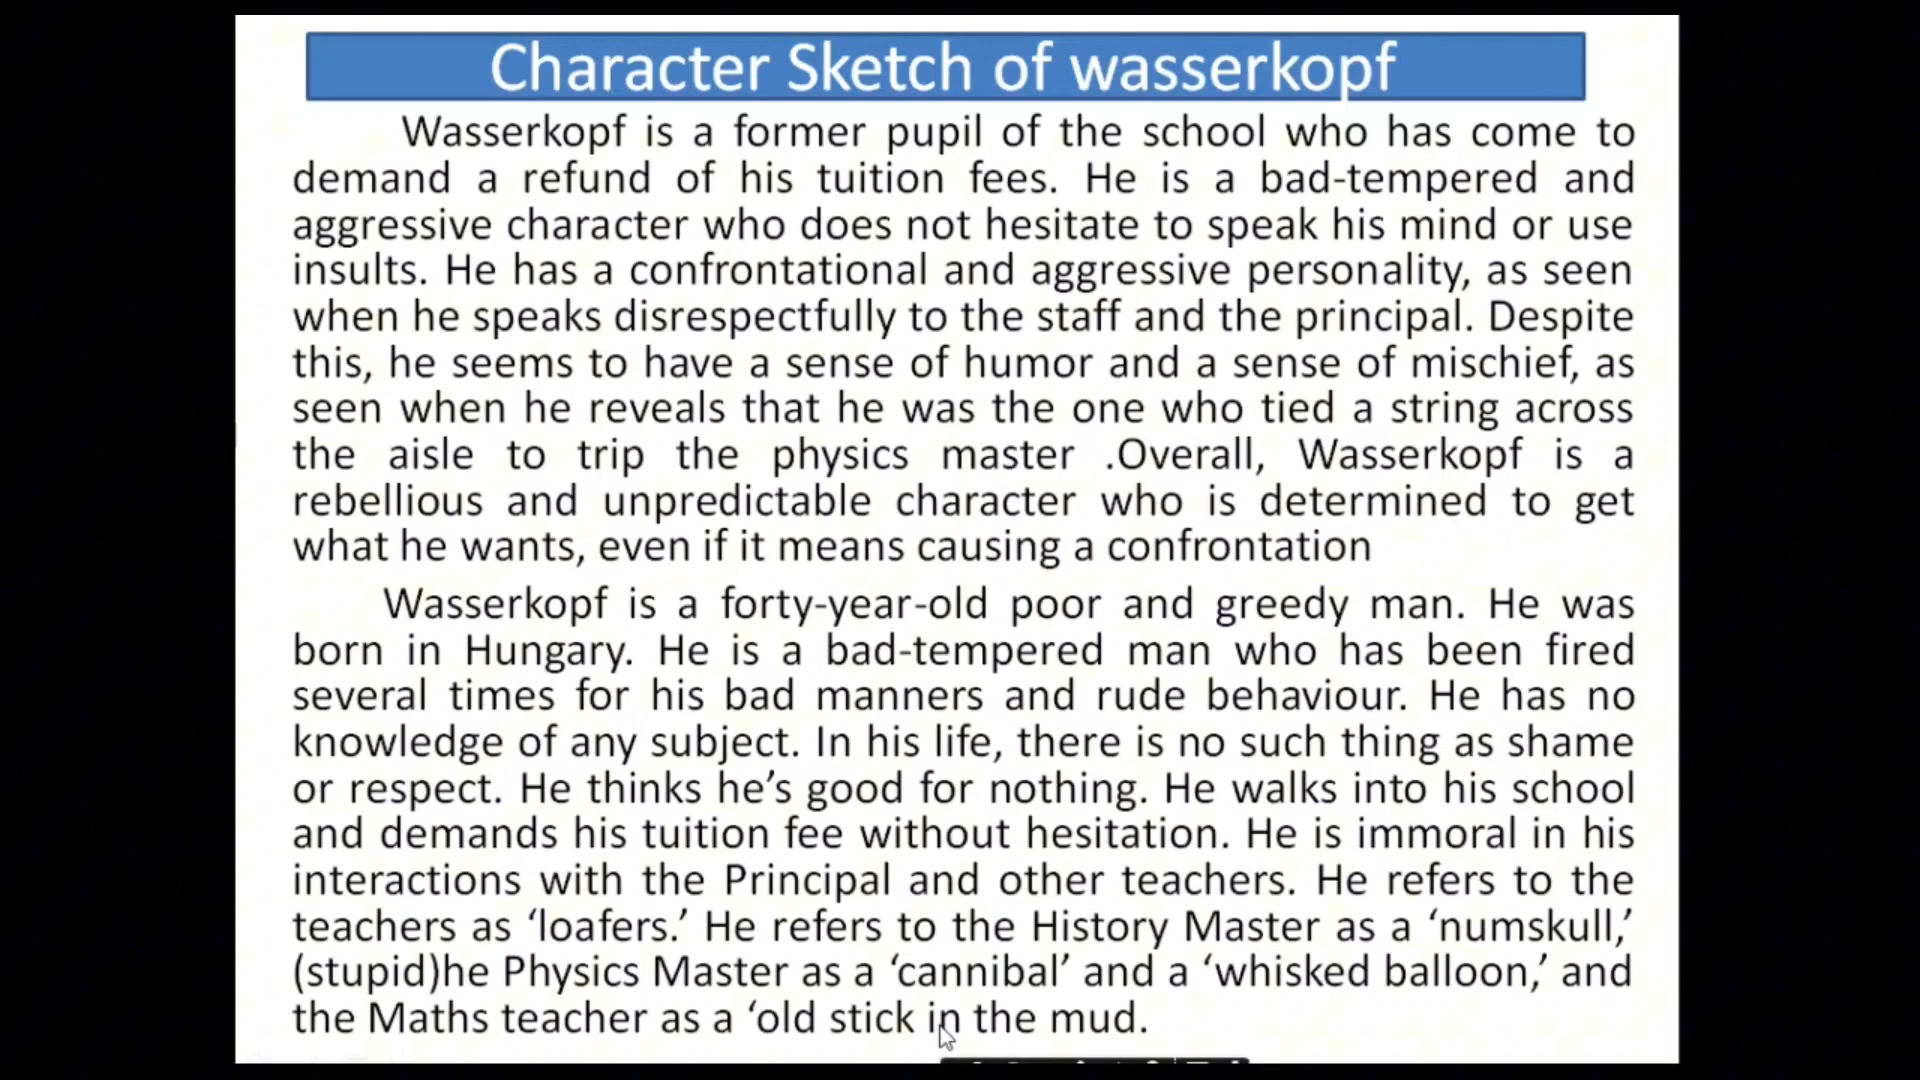 Character Sketch of wasserkopf
Wasserkopf is a former pupil of the school who has come to
demand a refund of his tuition fees. He is a bad-tempered and
aggressive character who does not hesitate to speak his mind or use
insults. He has a confrontational and aggressive personality, as seen
when he speaks disrespectfully to the staff and the principal. Despite
this, he seems to have a sense of humor and a sense of mischief, as
seen when he reveals that he was the one who tied a string across
the aisle to trip the physics master .Overall, Wasserkopf is a
rebellious and unpredictable character who is determined to get
what he wants, even if it means causing a confrontation
Wasserkopf is a forty-year-old poor and greedy man. He was
born in Hungary. He is a bad-tempered man who has been fired
several times for his bad manners and rude behaviour. He has no
knowledge of any subject. In his life, there is no such thing as shame
or respect. He thinks he’s good for nothing. He walks into his school
and demands his tuition fee without hesitation. He is immoral in his
interactions with the Principal and other teachers. He refers to the
teachers as ‘loafers.’ He refers to the History Master as a ‘numskull,’
(stupid)he Physics Master as a ‘cannibal’ and a ‘whisked balloon,’ and
the Maths teacher as a ‘old stick in the mud.